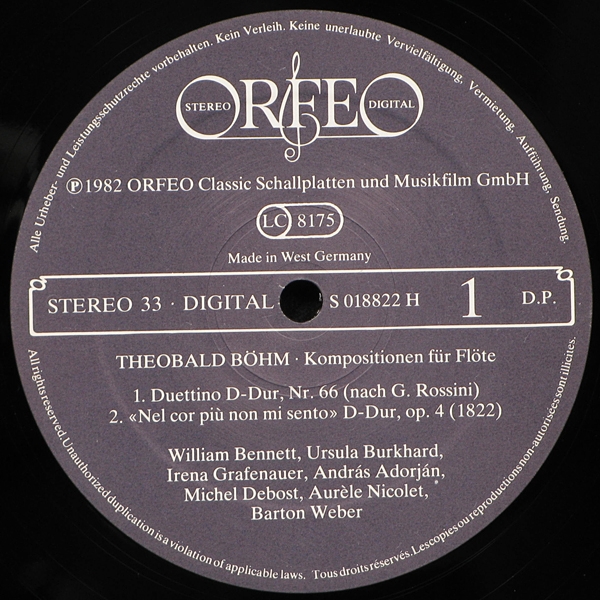 Alle Urheber- und Leistungsschutzrechte vorbehalten. Kein Verleih. Keine unerlaubte Vervielfältigung, Vermietung, Aufführung, Sendung.
STEREO ORFEO DIGITAL
℗1982 ORFEO Classic Schallplatten und Musikfilm GmbH
LC 8175
Made in West Germany
STEREO 33 · DIGITAL S 018822 H 1 D.P.
THEOBALD BÖHM · Kompositionen für Flöte
1. Duettino D-Dur, Nr. 66 (nach G. Rossini)
2. «Nel cor più non mi sento» D-Dur, op. 4 (1822)
William Bennett, Ursula Burkhard,
Irena Grafenauer, András Adorján,
Michel Debost, Aurèle Nicolet,
Barton Weber
All rights reserved. Unauthorized duplication is a violation of applicable laws. Tous droits réservés. Les copies ou reproductions non-autorisées sont illicites.